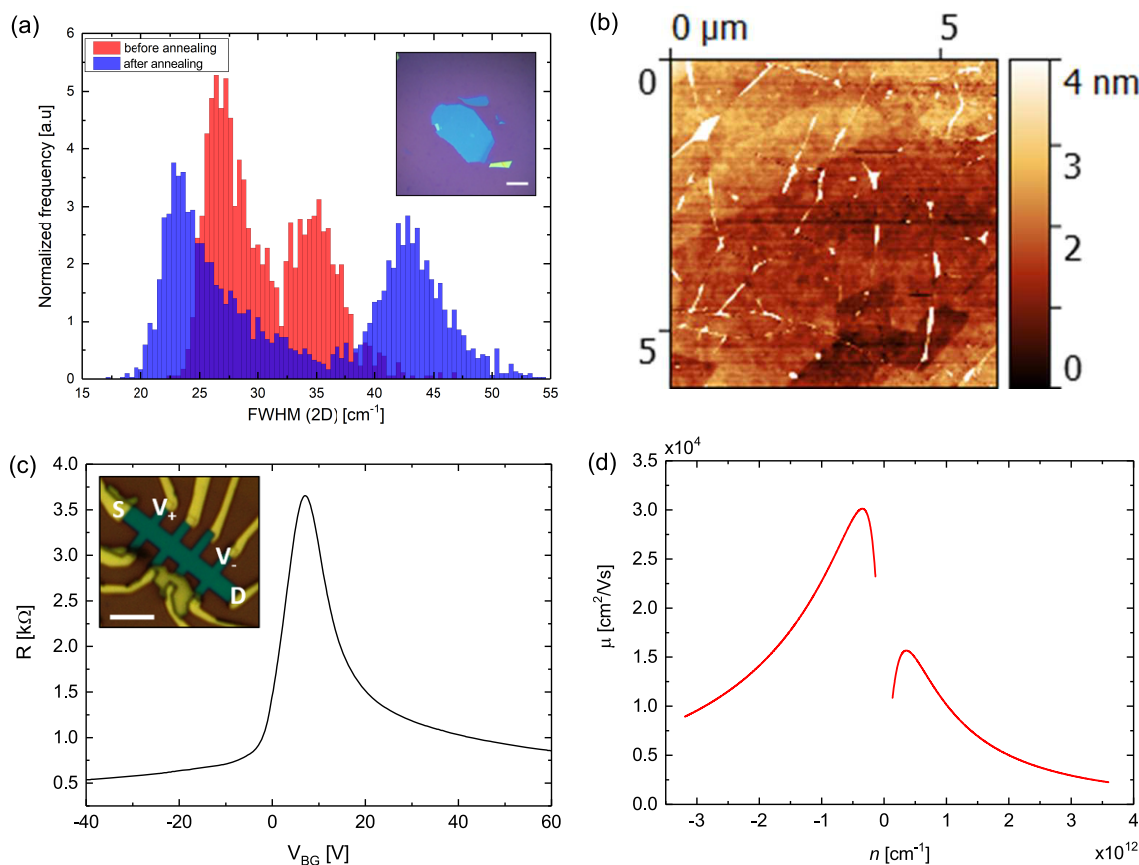 (a)
6
5
4
3
2
1
0
Normalized frequency [a.u]
before annealing
after annealing
15 20 25 30 35 40 45 50 55
FWHM (2D) [cm⁻¹]
(b)
0 μm 5
0
5
4 nm
3
2
1
0
(c)
4.0
3.5
3.0
2.5
2.0
1.5
1.0
0.5
R [kΩ]
S V₊
V₋
D
-40 -20 0 20 40 60
V_BG [V]
(d)
x10⁴
3.5
3.0
2.5
2.0
1.5
1.0
0.5
0.0
μ [cm²/Vs]
-3 -2 -1 0 1 2 3 4
n [cm⁻¹] x10¹²